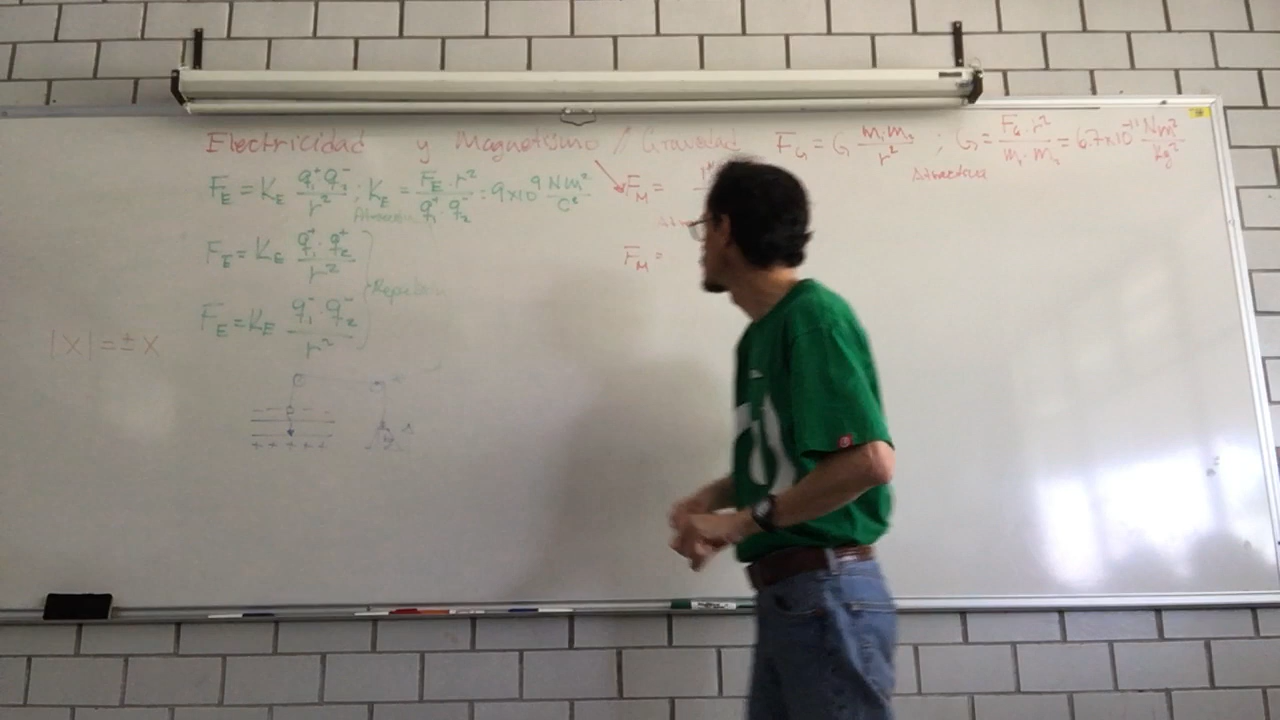 Electricidad y Magnetismo / Gravedad F_G = G m₁m₂/r² ; G = F_G·r²/m₁·m₂ = 6.7x10⁻¹¹ Nm²/kg²
Atractiva
F_E = K_E q₁⁺q₂⁻/r² ; K_E = F_E·r²/q₁⁺q₂⁻ = 9x10⁹ Nm²/C²
F_M =
F_E = K_E q₁⁺·q₂⁺/r²
F_M =
F_E = K_E q₁⁻·q₂⁻/r²
|x| = ± x